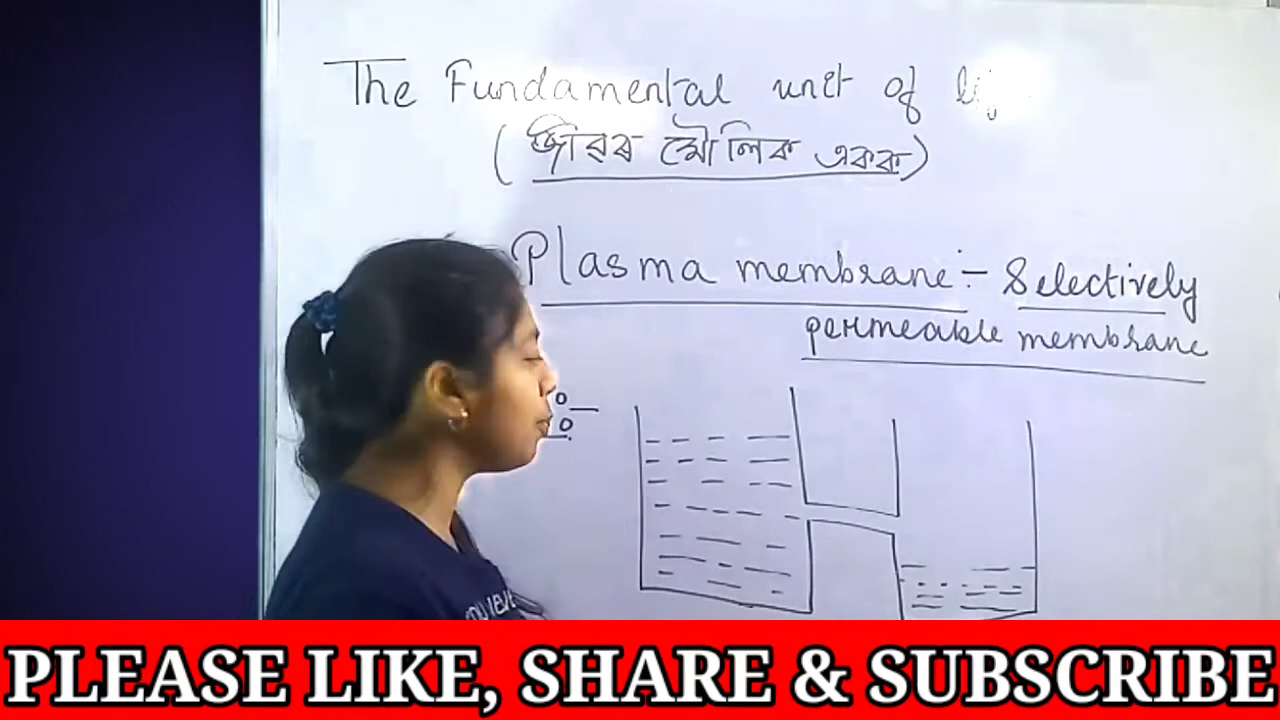 The Fundamental unit of
(জীৱৰ মৌলিক একক)
Plasma membrane :- Selectively
permeable membrane
PLEASE LIKE, SHARE & SUBSCRIBE